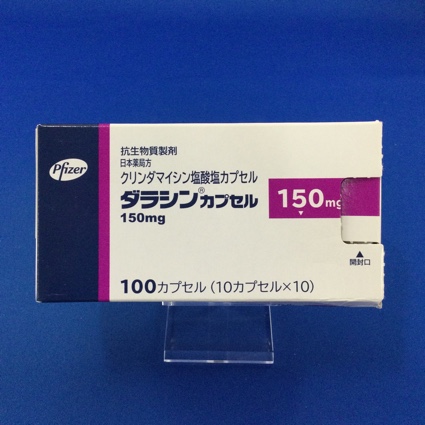 Pfizer
抗生物質製剤
日本薬局方
クリンダマイシン塩酸塩カプセル
ダラシン®カプセル
150mg
150mg
▼
▲
開封口
100カプセル (10カプセル×10)